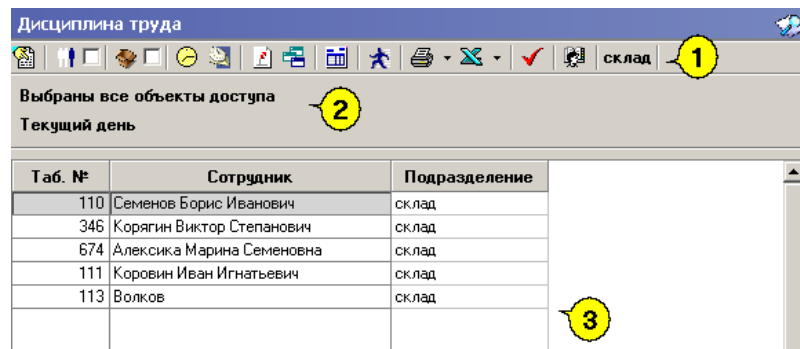 Дисциплина труда
склад 1
Выбраны все объекты доступа
2
Текущий день
Таб. № Сотрудник Подразделение
110 Семенов Борис Иванович склад
346 Корягин Виктор Степанович склад
674 Алексика Марина Семеновна склад
111 Коровин Иван Игнатьевич склад
113 Волков склад
3